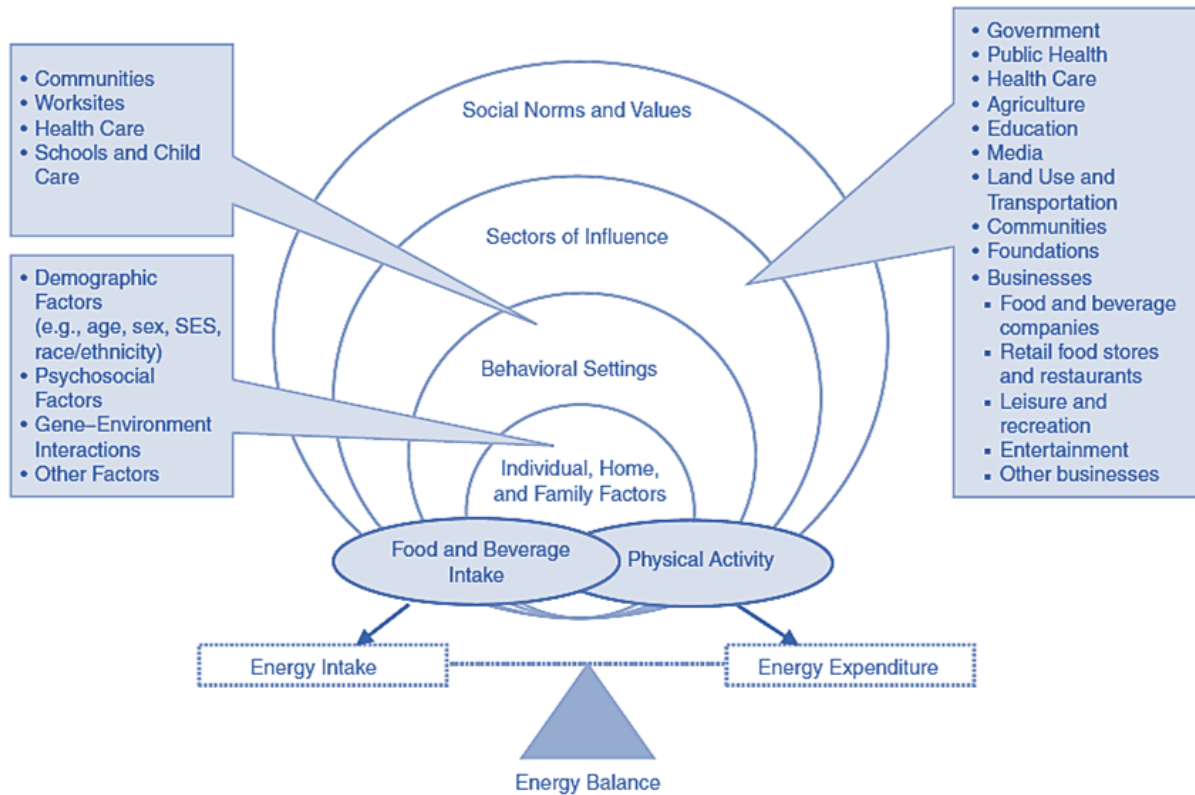 • Communities
• Worksites
• Health Care
• Schools and Child
Care
• Demographic
Factors
(e.g., age, sex, SES,
race/ethnicity)
• Psychosocial
Factors
• Gene–Environment
Interactions
• Other Factors
Social Norms and Values
Sectors of Influence
Behavioral Settings
Individual, Home,
and Family Factors
• Government
• Public Health
• Health Care
• Agriculture
• Education
• Media
• Land Use and
Transportation
• Communities
• Foundations
• Businesses
▪ Food and beverage
companies
▪ Retail food stores
and restaurants
▪ Leisure and
recreation
▪ Entertainment
▪ Other businesses
Food and Beverage
Intake
Physical Activity
Energy Intake
Energy Expenditure
Energy Balance